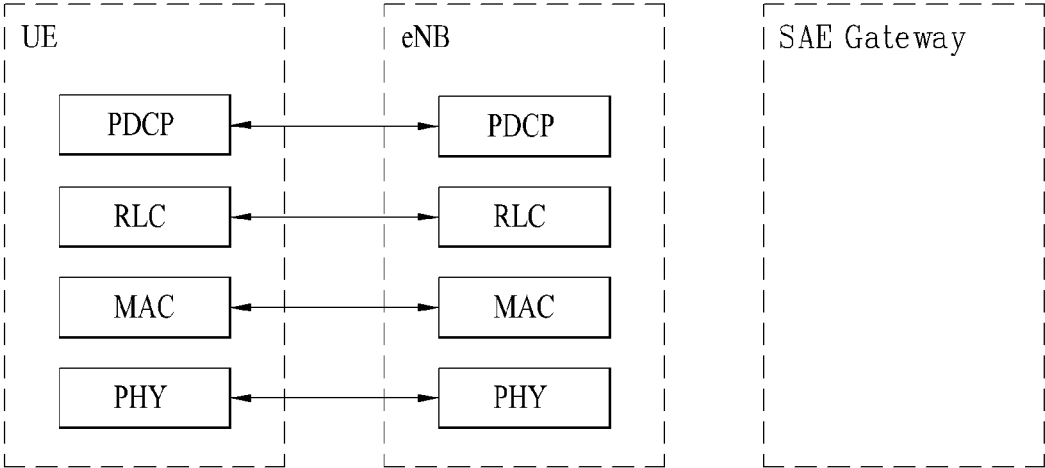 UE
eNB
SAE Gateway
PDCP
PDCP
RLC
RLC
MAC
MAC
PHY
PHY